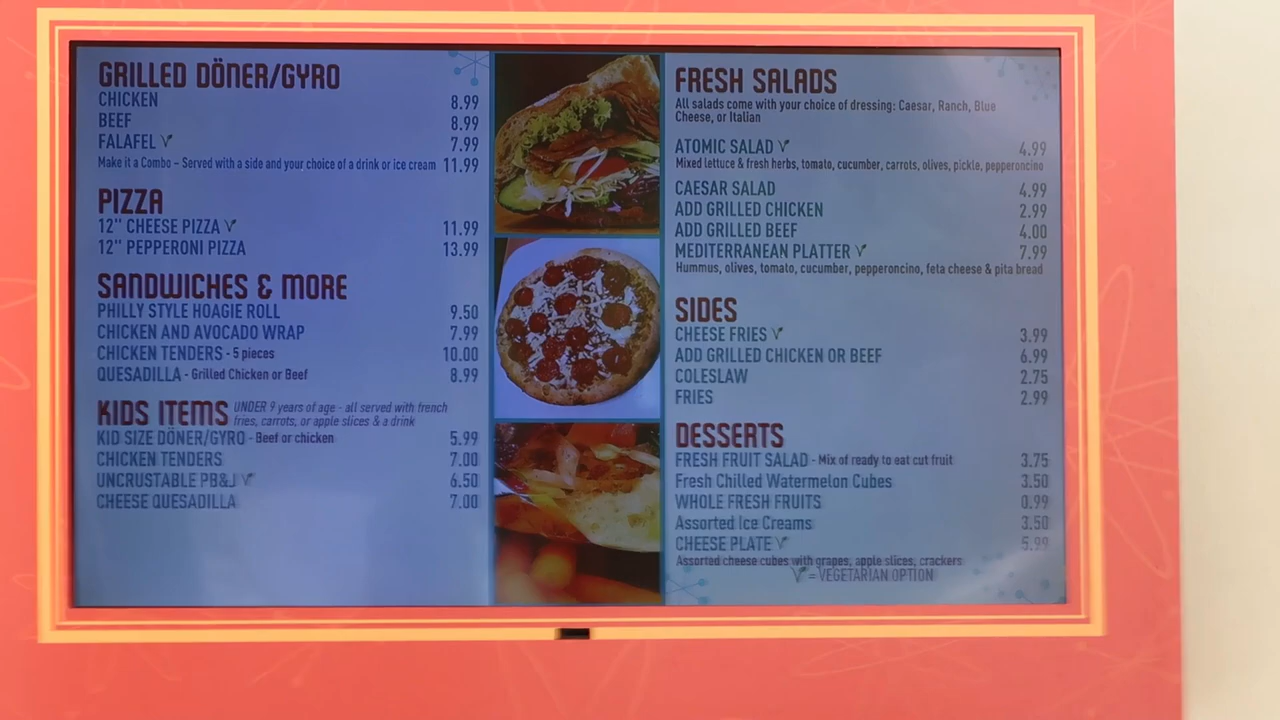 GRILLED DÖNER/GYRO
CHICKEN 8.99
BEEF 8.99
FALAFEL 7.99
Make it a Combo – Served with a side and your choice of a drink or ice cream 11.99
PIZZA
12" CHEESE PIZZA 11.99
12" PEPPERONI PIZZA 13.99
SANDWICHES & MORE
PHILLY STYLE HOAGIE ROLL 9.50
CHICKEN AND AVOCADO WRAP 7.99
CHICKEN TENDERS - 5 pieces 10.00
QUESADILLA - Grilled Chicken or Beef 8.99
KIDS ITEMS UNDER 9 years of age - all served with french
fries, carrots, or apple slices & a drink
KID SIZE DÖNER/GYRO - Beef or chicken 5.99
CHICKEN TENDERS 7.00
UNCRUSTABLE PB&J 6.50
CHEESE QUESADILLA 7.00
FRESH SALADS
All salads come with your choice of dressing: Caesar, Ranch, Blue
Cheese, or Italian
ATOMIC SALAD 4.99
Mixed lettuce & fresh herbs, tomato, cucumber, carrots, olives, pickle, pepperoncino
CAESAR SALAD 4.99
ADD GRILLED CHICKEN 2.99
ADD GRILLED BEEF 4.00
MEDITERRANEAN PLATTER 7.99
Hummus, olives, tomato, cucumber, pepperoncino, feta cheese & pita bread
SIDES
CHEESE FRIES 3.99
ADD GRILLED CHICKEN OR BEEF 6.99
COLESLAW 2.75
FRIES 2.99
DESSERTS
FRESH FRUIT SALAD - Mix of ready to eat cut fruit 3.75
Fresh Chilled Watermelon Cubes 3.50
WHOLE FRESH FRUITS 0.99
Assorted Ice Creams 3.50
CHEESE PLATE 5.99
Assorted cheese cubes with grapes, apple slices, crackers
= VEGETARIAN OPTION